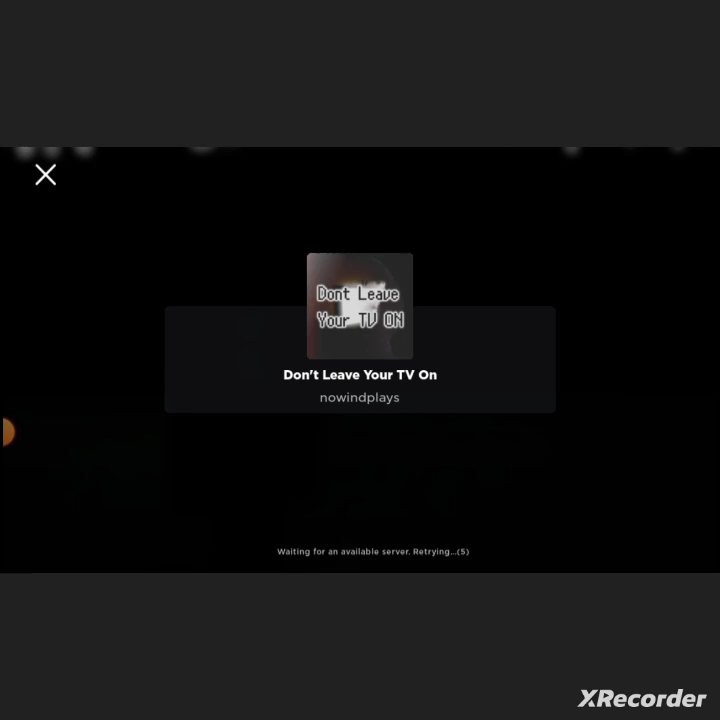 Dont Leave
Your TV ON
Don't Leave Your TV On
nowindplays
Waiting for an available server. Retrying...(5)
XRecorder